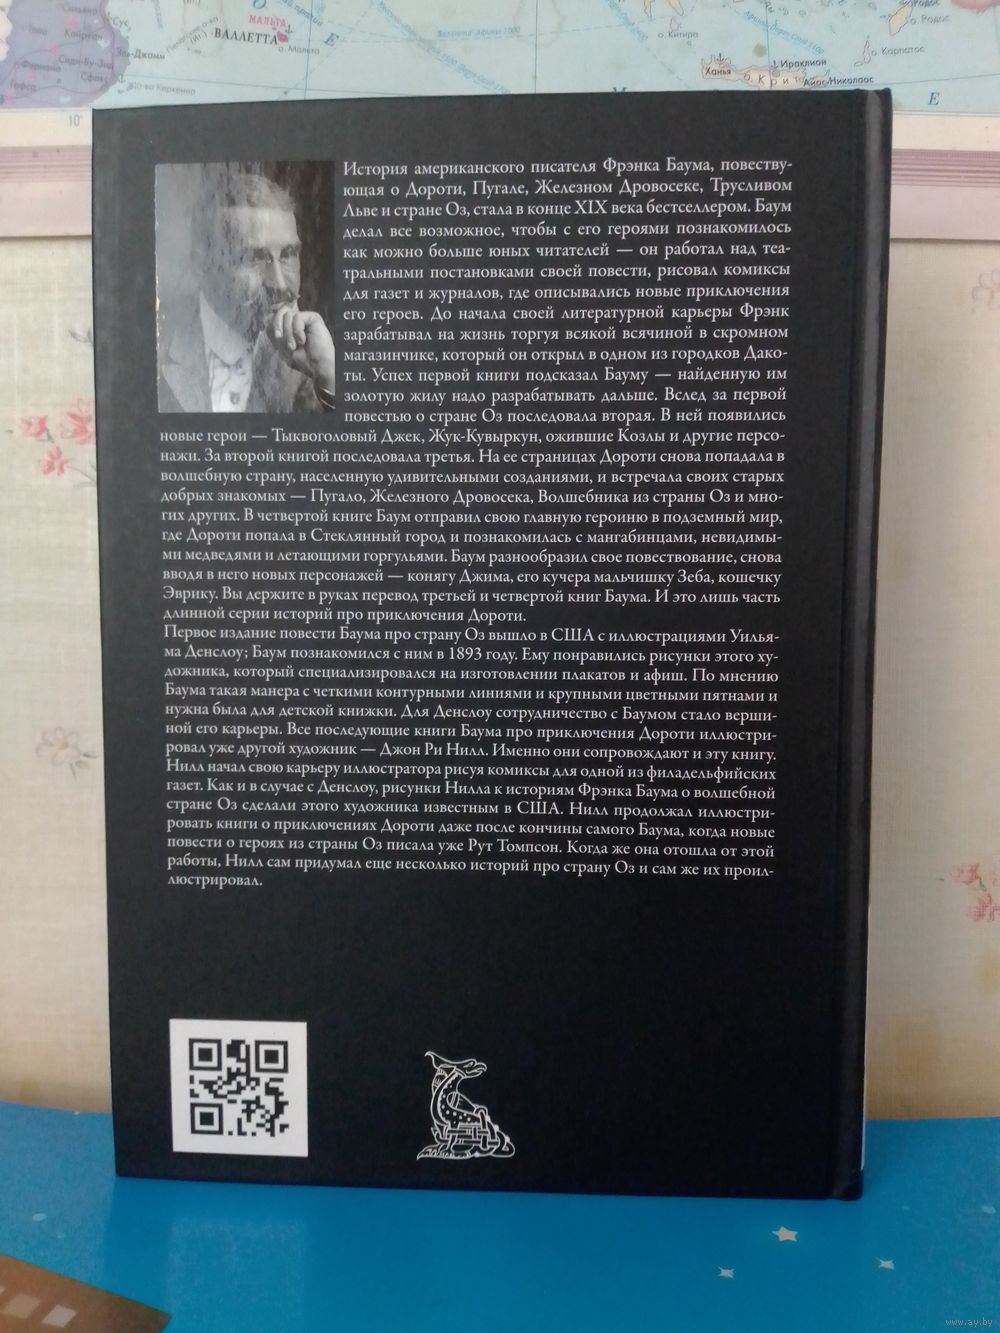 МАЛЬТА
ВАЛЛЕТТА
о. Мальта
Эль-Джамм
Сфакс
о-ва Керкенна
E
о. Китира
Ханья
Ираклион
о. Крит
Айос-Николаос
о. Карпатос
о. Родос
Родос
E
10°
История американского писателя Фрэнка Баума, повеству-
ющая о Дороти, Пугале, Железном Дровосеке, Трусливом
Льве и стране Оз, стала в конце XIX века бестселлером. Баум
делал все возможное, чтобы с его героями познакомилось
как можно больше юных читателей — он работал над теа-
тральными постановками своей повести, рисовал комиксы
для газет и журналов, где описывались новые приключения
его героев. До начала своей литературной карьеры Фрэнк
зарабатывал на жизнь торгуя всякой всячиной в скромном
магазинчике, который он открыл в одном из городков Дако-
ты. Успех первой книги подсказал Бауму — найденную им
золотую жилу надо разрабатывать дальше. Вслед за первой
повестью о стране Оз последовала вторая. В ней появились
новые герои — Тыквоголовый Джек, Жук-Кувыркун, ожившие Козлы и другие персо-
нажи. За второй книгой последовала третья. На ее страницах Дороти снова попадала в
волшебную страну, населенную удивительными созданиями, и встречала своих старых
добрых знакомых — Пугало, Железного Дровосека, Волшебника из страны Оз и мно-
гих других. В четвертой книге Баум отправил свою главную героиню в подземный мир,
где Дороти попала в Стеклянный город и познакомилась с мангабинцами, невидимы-
ми медведями и летающими горгульями. Баум разнообразил свое повествование, снова
вводя в него новых персонажей — конягу Джима, его кучера мальчишку Зеба, кошечку
Эврику. Вы держите в руках перевод третьей и четвертой книг Баума. И это лишь часть
длинной серии историй про приключения Дороти.
Первое издание повести Баума про страну Оз вышло в США с иллюстрациями Уилья-
ма Денслоу; Баум познакомился с ним в 1893 году. Ему понравились рисунки этого ху-
дожника, который специализировался на изготовлении плакатов и афиш. По мнению
Баума такая манера с четкими контурными линиями и крупными цветными пятнами и
нужна была для детской книжки. Для Денслоу сотрудничество с Баумом стало верши-
ной его карьеры. Все последующие книги Баума про приключения Дороти иллюстри-
ровал уже другой художник — Джон Ри Нилл. Именно они сопровождают и эту книгу.
Нилл начал свою карьеру иллюстратора рисуя комиксы для одной из филадельфийских
газет. Как и в случае с Денслоу, рисунки Нилла к историям Фрэнка Баума о волшебной
стране Оз сделали этого художника известным в США. Нилл продолжал иллюстри-
ровать книги о приключениях Дороти даже после кончины самого Баума, когда новые
повести о героях из страны Оз писала уже Рут Томпсон. Когда же она отошла от этой
работы, Нилл сам придумал еще несколько историй про страну Оз и сам же их проил-
люстрировал.
www.ay.by